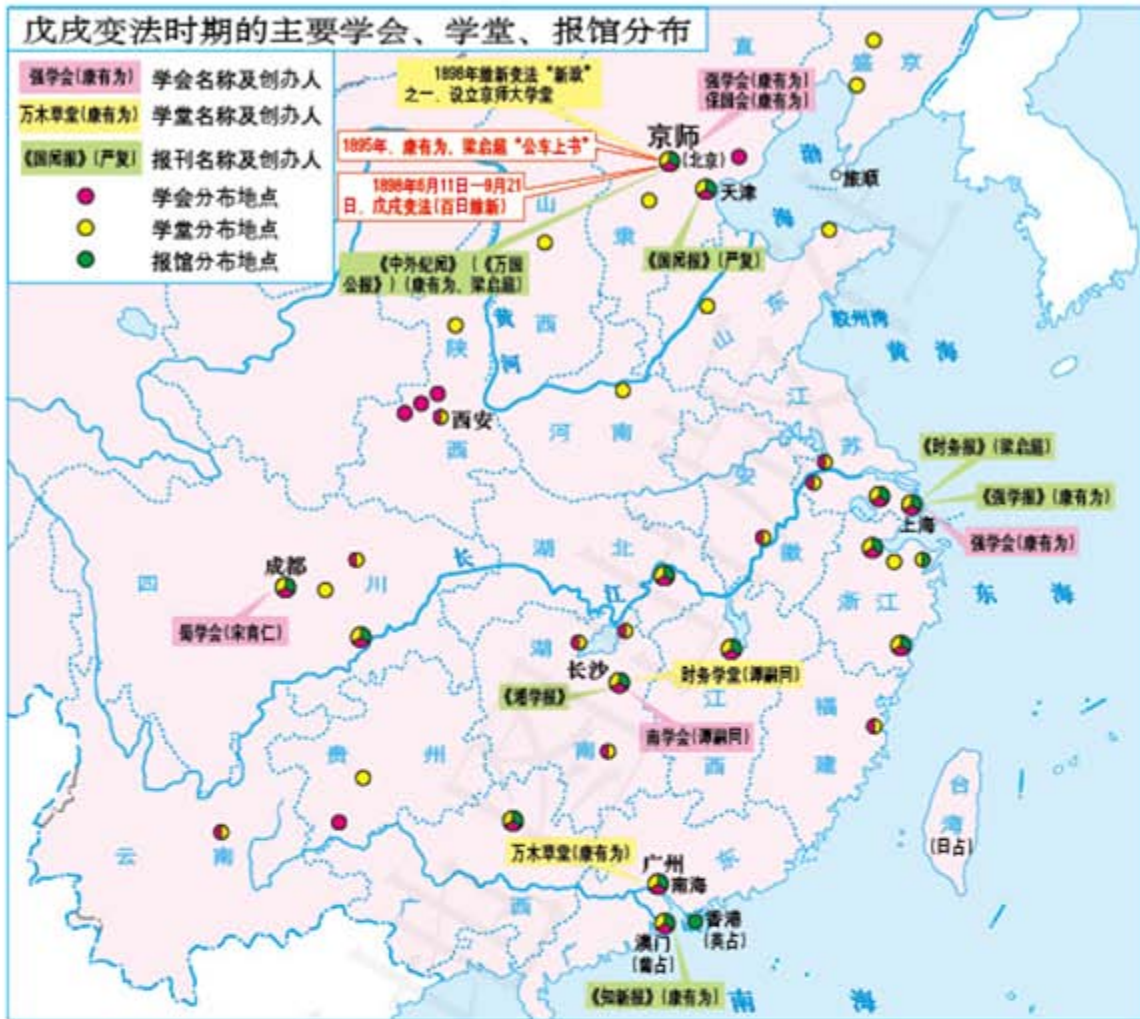 戊戌变法时期的主要学会、学堂、报馆分布
强学会(康有为)
学会名称及创办人
万木草堂(康有为)
学堂名称及创办人
《国闻报》(严复)
报刊名称及创办人
学会分布地点
学堂分布地点
报馆分布地点
1898年维新变法“新政”
之一，设立京师大学堂
强学会(康有为)
保国会(康有为)
1895年，康有为、梁启超“公车上书”
1898年6月11日—9月21
日，戊戌变法(百日维新)
京师
(北京)
天津
旅顺
《中外纪闻》(《万国
公报》)(康有为、梁启超)
《国闻报》(严复)
直
隶
盛京
渤
海
山
西
黄
河
陕
西
西安
河南
山
东
胶州湾
黄海
江
苏
安
徽
《时务报》(梁启超)
《强学报》(康有为)
上海
强学会(康有为)
四
川
成都
蜀学会(宋育仁)
长
江
湖北
浙江
东海
湖
南
长沙
时务学堂(谭嗣同)
《湘学报》
南学会(谭嗣同)
江
西
福
建
贵州
云南
台
湾
(日占)
万木草堂(康有为)
广州
南海
广
西
东
香港
(英占)
澳门
(葡占)
《知新报》(康有为)
南海